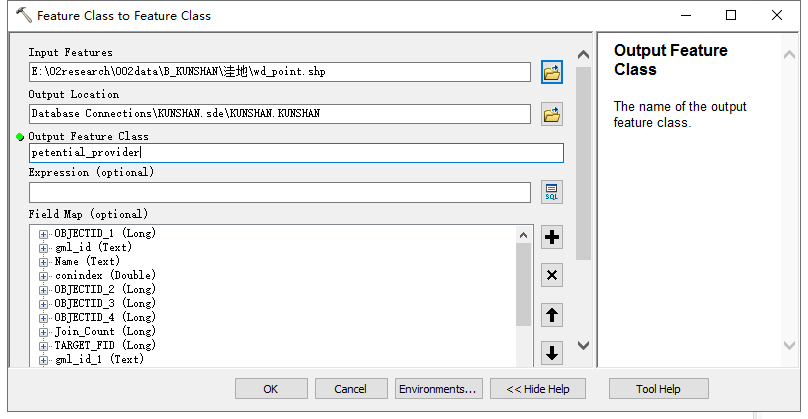 Feature Class to Feature Class
Input Features
E:\02research\002data\B_KUNSHAN\洼地\wd_point.shp
Output Location
Database Connections\KUNSHAN.sde\KUNSHAN.KUNSHAN
Output Feature Class
petential_provider
Expression (optional)
SQL
Field Map (optional)
OBJECTID_1 (Long)
gml_id (Text)
Name (Text)
conindex (Double)
OBJECTID_2 (Long)
OBJECTID_3 (Long)
OBJECTID_4 (Long)
Join_Count (Long)
TARGET_FID (Long)
gml_id_1 (Text)
Output Feature
Class
The name of the output
feature class.
OK
Cancel
Environments...
<< Hide Help
Tool Help